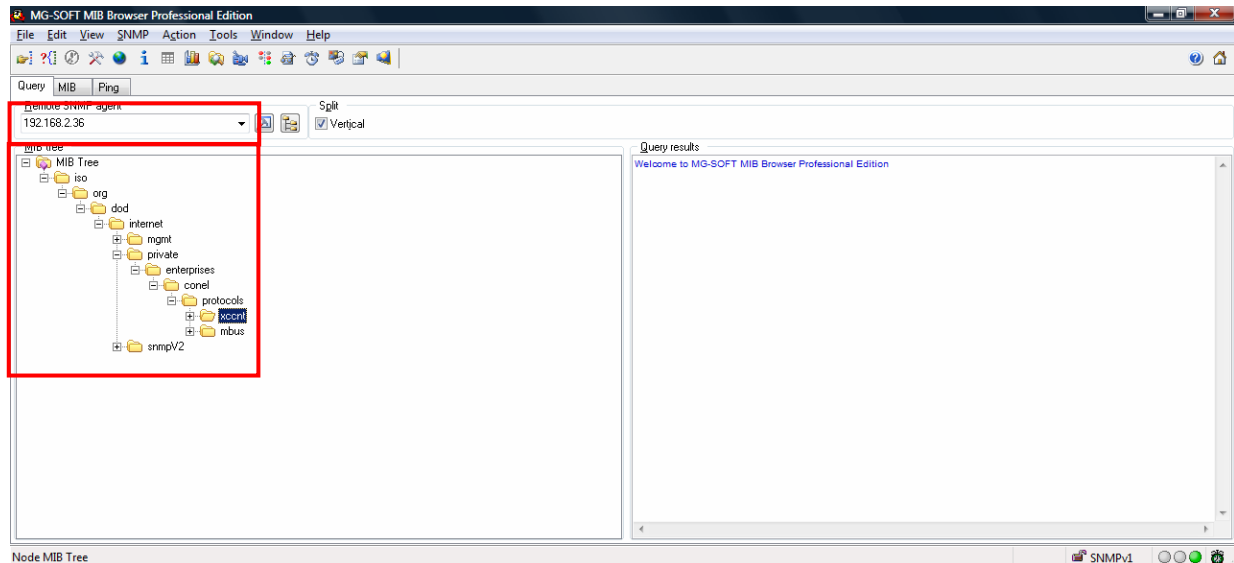 MG-SOFT MIB Browser Professional Edition
File Edit View SNMP Action Tools Window Help
Query MIB Ping
Remote SNMP agent
Split
192.168.2.36
Vertical
MIB tree
Query results
MIB Tree
Welcome to MG-SOFT MIB Browser Professional Edition
iso
org
dod
internet
mgmt
private
enterprises
conel
protocols
xccnt
mbus
snmpV2
Node MIB Tree
SNMPv1